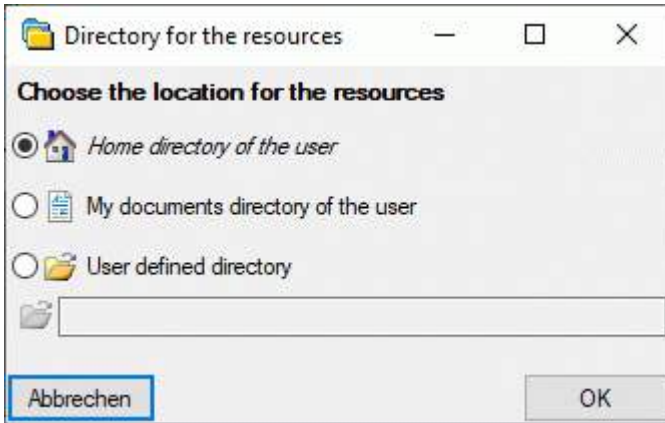 Directory for the resources
Choose the location for the resources
Home directory of the user
My documents directory of the user
User defined directory
Abbrechen OK